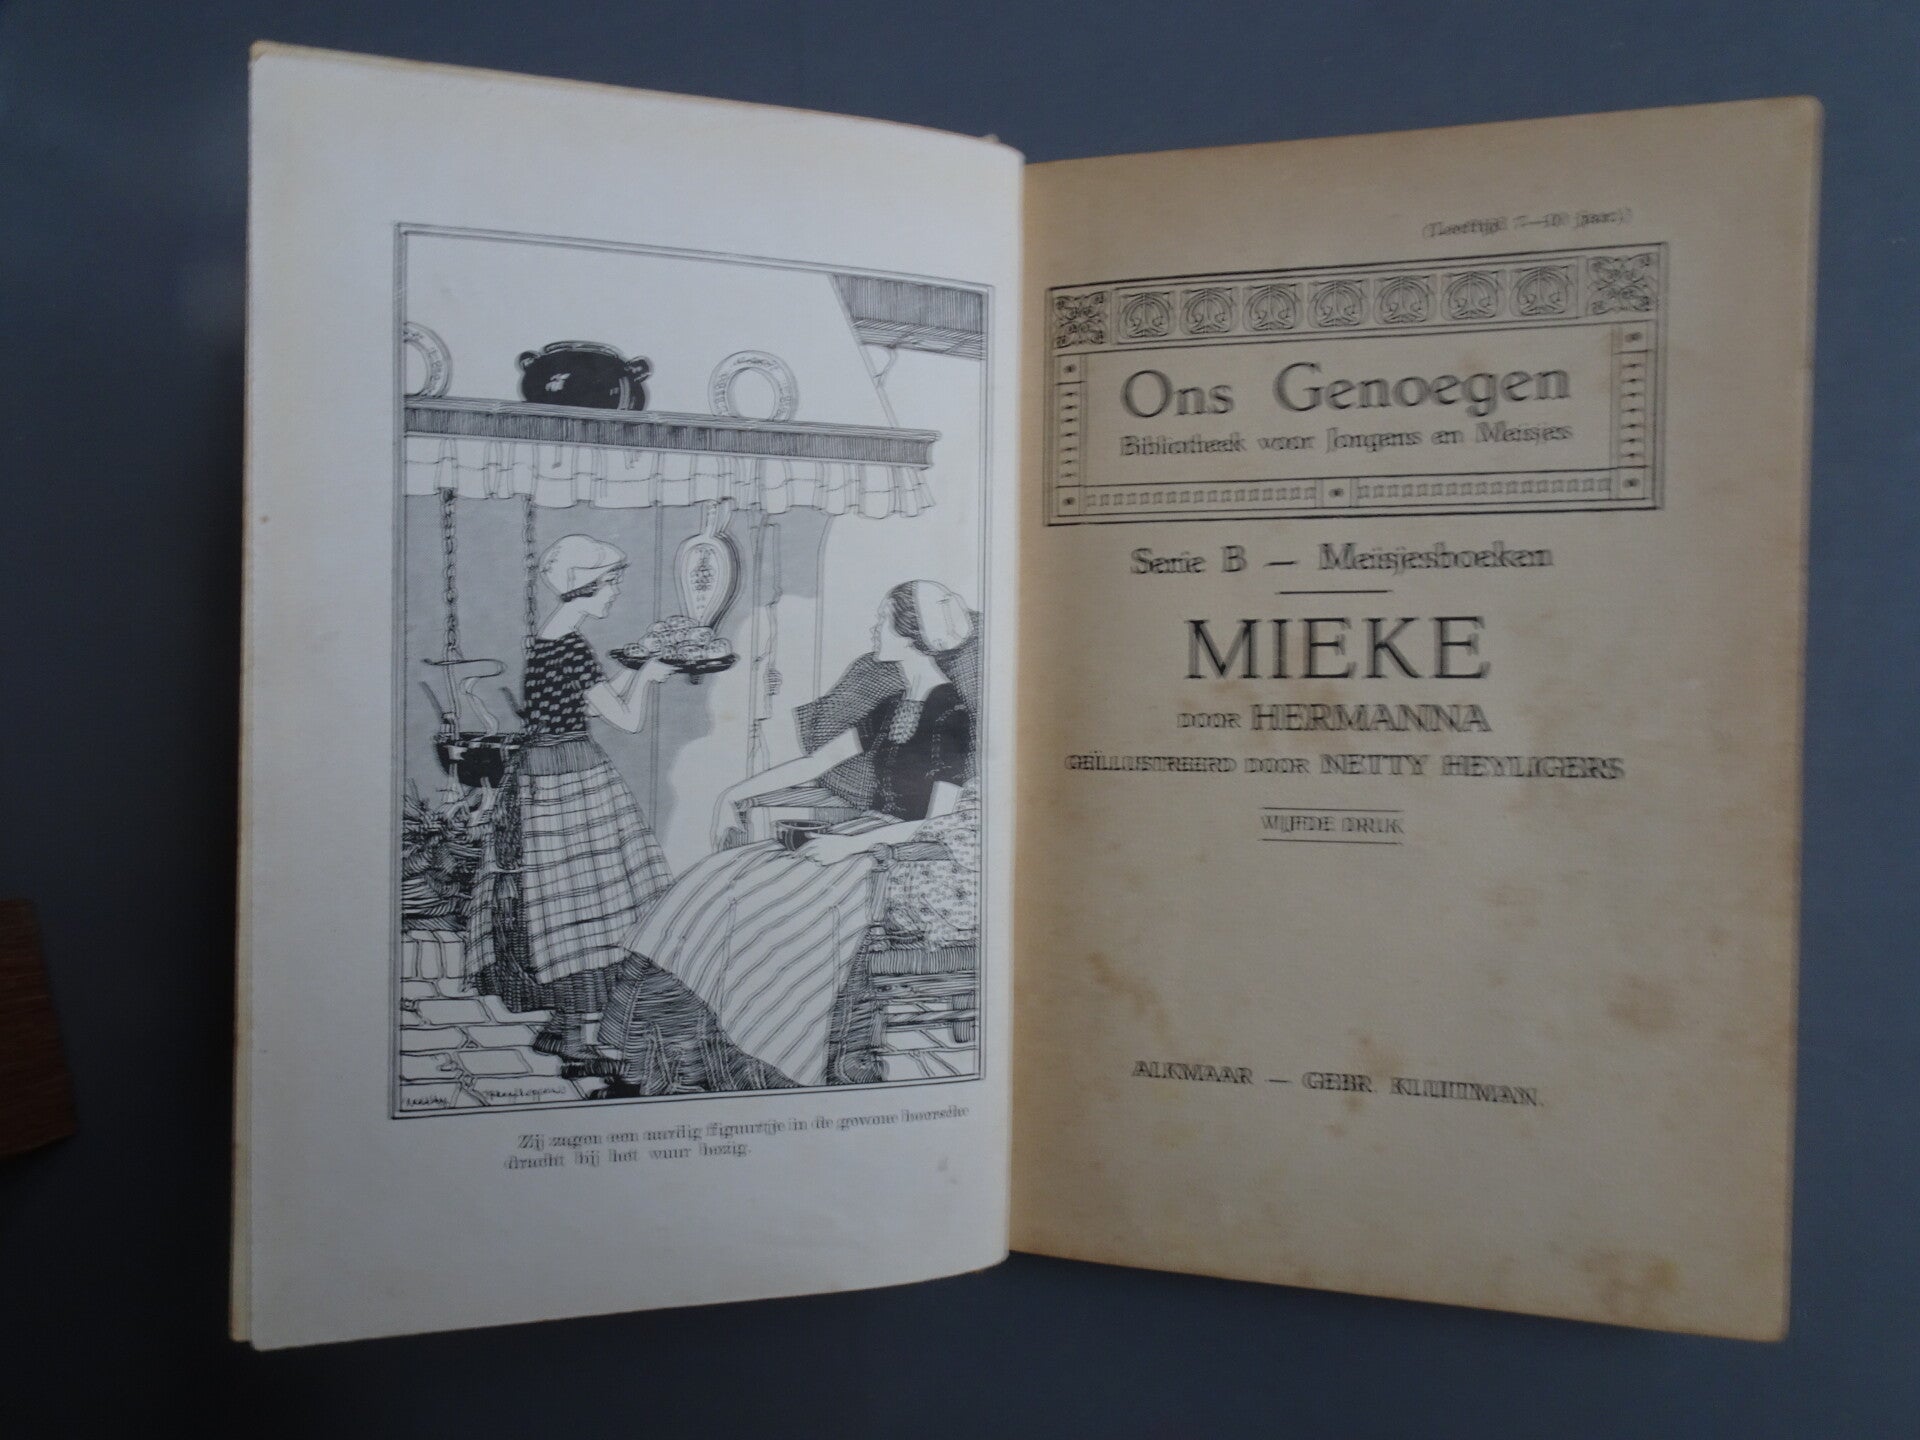 Zij zagen een aardig figuurtje in de gewone boersche
dracht bij het vuur bezig.
(Leeftijd 7—10 jaar.)
Ons Genoegen
Bibliotheek voor Jongens en Meisjes
Serie B — Meisjesboeken
MIEKE
DOOR HERMANNA
GEÏLLUSTREERD DOOR NETTY HEYLIGERS
VIJFDE DRUK
ALKMAAR — GEBR. KLUITMAN.